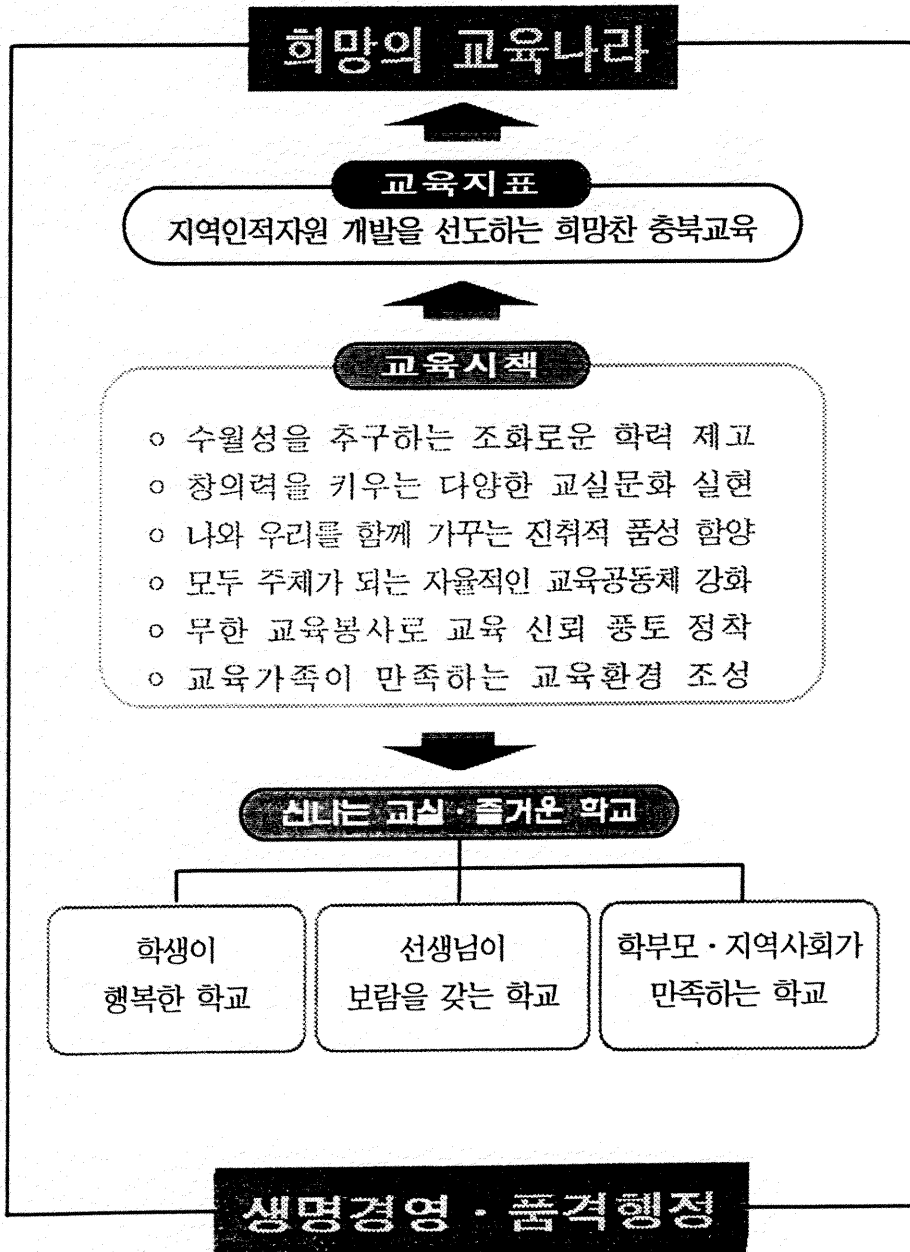 희망의 교육나라
교육지표
지역인적자원 개발을 선도하는 희망찬 충북교육
교육시책
○ 수월성을 추구하는 조화로운 학력 제고
○ 창의력을 키우는 다양한 교실문화 실현
○ 나와 우리를 함께 가꾸는 진취적 품성 함양
○ 모두 주체가 되는 자율적인 교육공동체 강화
○ 무한 교육봉사로 교육 신뢰 풍토 정착
○ 교육가족이 만족하는 교육환경 조성
신나는 교실 · 즐거운 학교
학생이
행복한 학교
선생님이
보람을 갖는 학교
학부모 · 지역사회가
만족하는 학교
생명경영 · 품격행정